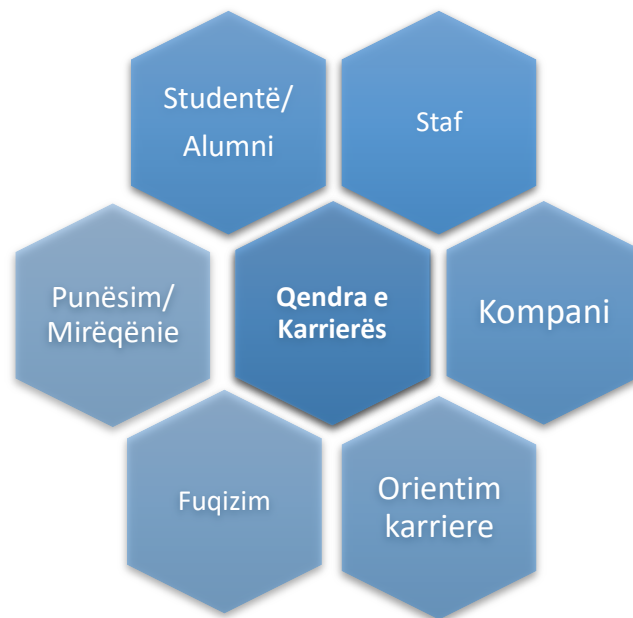 Studentë/
Alumni
Staf
Punësim/
Mirëqënie
Qendra e
Karrierës
Kompani
Fuqizim
Orientim
karriere